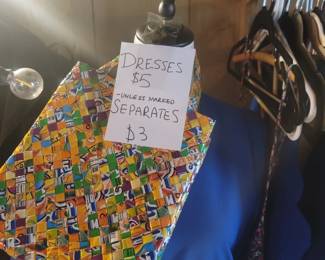 DRESSES
$5
-UNLESS MARKED
SEPARATES
$3